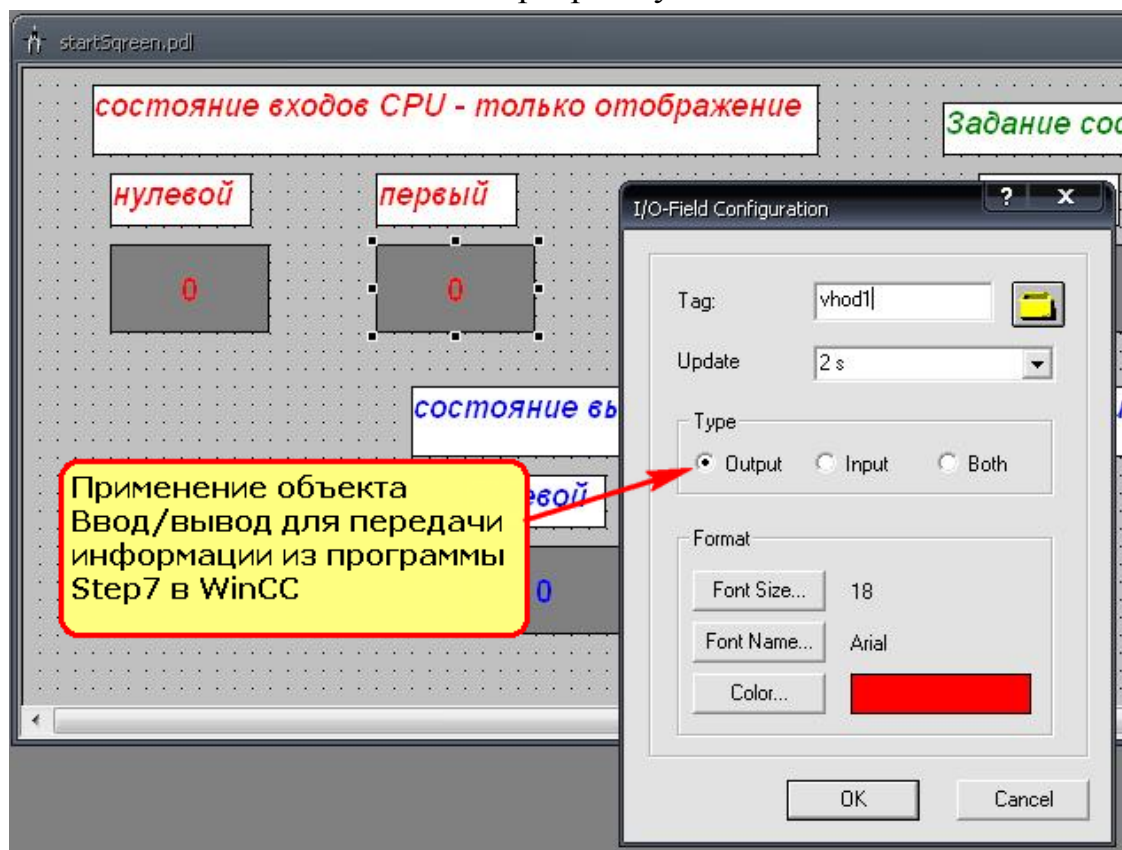 startSqreen.pdl
состояние входов CPU - только отображение
Задание сос
нулевой
первый
0
0
I/O-Field Configuration
? X
Tag:
vhod1
Update
2 s
состояние вы
Type
Output
Input
Both
Применение объекта
Ввод/вывод для передачи
информации из программы
Step7 в WinCC
евой
0
Format
Font Size...
18
Font Name...
Arial
Color...
OK
Cancel